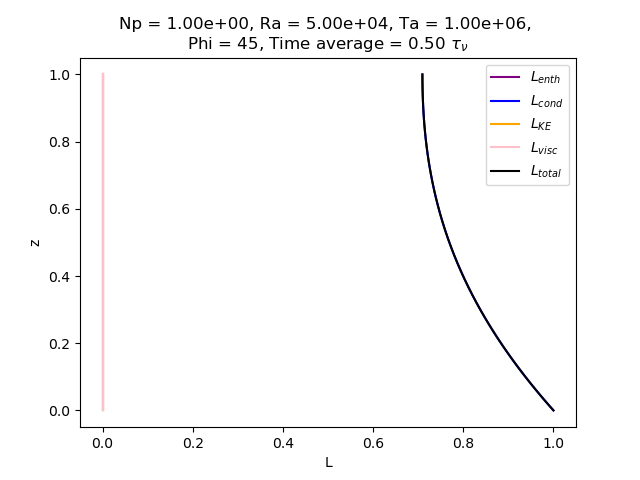 Np = 1.00e+00, Ra = 5.00e+04, Ta = 1.00e+06,
Phi = 45, Time average = 0.50 τ_ν
1.0
0.8
0.6
0.4
0.2
0.0
z
0.0 0.2 0.4 0.6 0.8 1.0
L
L_enth
L_cond
L_KE
L_visc
L_total